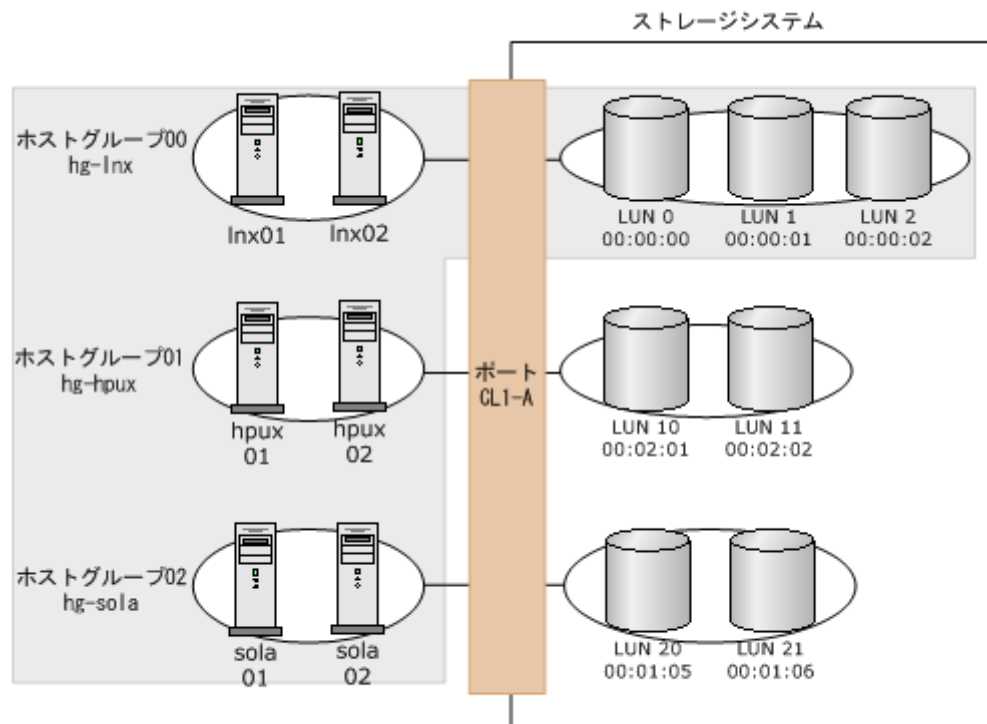 ストレージシステム
ホストグループ00
hg-lnx
lnx01
lnx02
LUN 0
00:00:00
LUN 1
00:00:01
LUN 2
00:00:02
ホストグループ01
hg-hpux
hpux
01
hpux
02
ポート
CL1-A
LUN 10
00:02:01
LUN 11
00:02:02
ホストグループ02
hg-sola
sola
01
sola
02
LUN 20
00:01:05
LUN 21
00:01:06